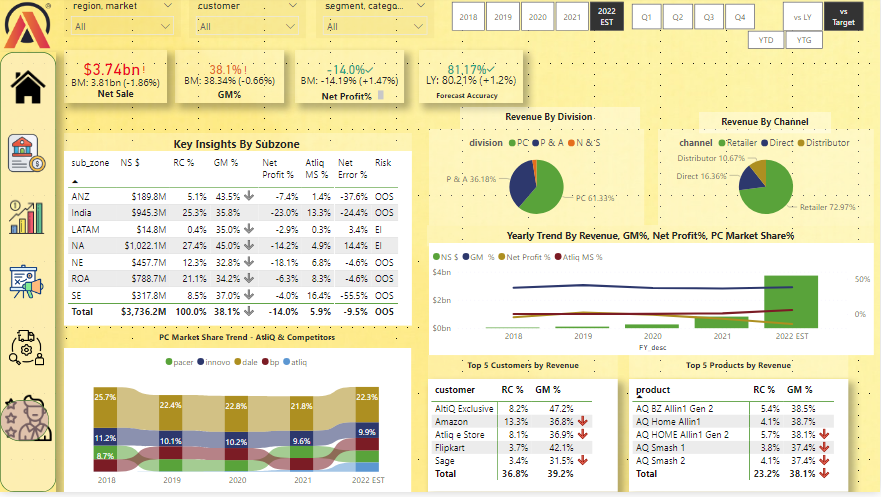 region, market
customer
segment, catego...
All
All
All
2018
2019
2020
2021
2022 EST
Q1
Q2
Q3
Q4
vs LY
vs Target
YTD
YTG
$3.74bn!
BM: 3.81bn (-1.86%)
Net Sale
38.1%!
BM: 38.34% (-0.66%)
GM%
-14.0%✓
BM: -14.19% (+1.47%)
Net Profit%
81.17%✓
LY: 80.21% (+1.2%)
Forecast Accuracy
Key Insights By Subzone
sub_zone NS $ RC % GM % Net Profit % Atliq MS % Net Error % Risk
ANZ $189.8M 5.1% 43.5% -7.4% 1.4% -37.6% OOS
India $945.3M 25.3% 35.8% -23.0% 13.3% -24.4% OOS
LATAM $14.8M 0.4% 35.0% -2.9% 0.3% 3.4% EI
NA $1,022.1M 27.4% 45.0% -14.2% 4.9% 14.4% EI
NE $457.7M 12.3% 32.8% -18.1% 6.8% -4.6% OOS
ROA $788.7M 21.1% 34.2% -6.3% 8.3% -4.6% OOS
SE $317.8M 8.5% 37.0% -4.0% 16.4% -55.5% OOS
Total $3,736.2M 100.0% 38.1% -14.0% 5.9% -9.5% OOS
Revenue By Division
division PC P & A N & S
P & A 36.18%
PC 61.33%
Revenue By Channel
channel Retailer Direct Distributor
Distributor 10.67%
Direct 16.36%
Retailer 72.97%
Yearly Trend By Revenue, GM%, Net Profit%, PC Market Share%
NS $ GM % Net Profit % Atliq MS %
$4bn
$2bn
$0bn
50%
0%
2018 2019 2020 2021 2022 EST
FY_desc
PC Market Share Trend - AtliQ & Competitors
pacer innovo dale bp atliq
25.7% 22.4% 22.8% 21.8% 22.3%
11.2% 10.1% 10.2% 9.6% 9.9%
8.7%
2018 2019 2020 2021 2022 EST
Top 5 Customers by Revenue
customer RC % GM %
AltiQ Exclusive 8.2% 47.2%
Amazon 13.3% 36.8%
Atliq e Store 8.1% 36.9%
Flipkart 3.7% 42.1%
Sage 3.4% 31.5%
Total 36.8% 39.2%
Top 5 Products by Revenue
product RC % GM %
AQ BZ Allin1 Gen 2 5.4% 38.5%
AQ Home Allin1 4.1% 38.7%
AQ HOME Allin1 Gen 2 5.7% 38.1%
AQ Smash 1 3.8% 37.4%
AQ Smash 2 4.1% 37.4%
Total 23.2% 38.1%